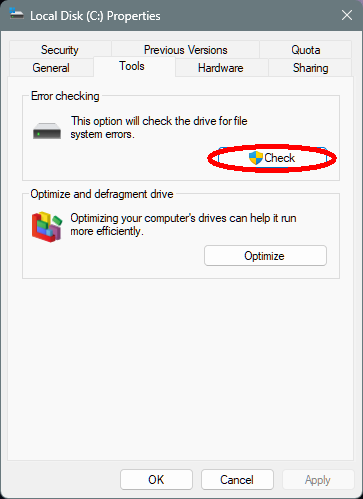 Local Disk (C:) Properties
Security
Previous Versions
Quota
General
Tools
Hardware
Sharing
Error checking
This option will check the drive for file
system errors.
Check
Optimize and defragment drive
Optimizing your computer's drives can help it run
more efficiently.
Optimize
OK
Cancel
Apply